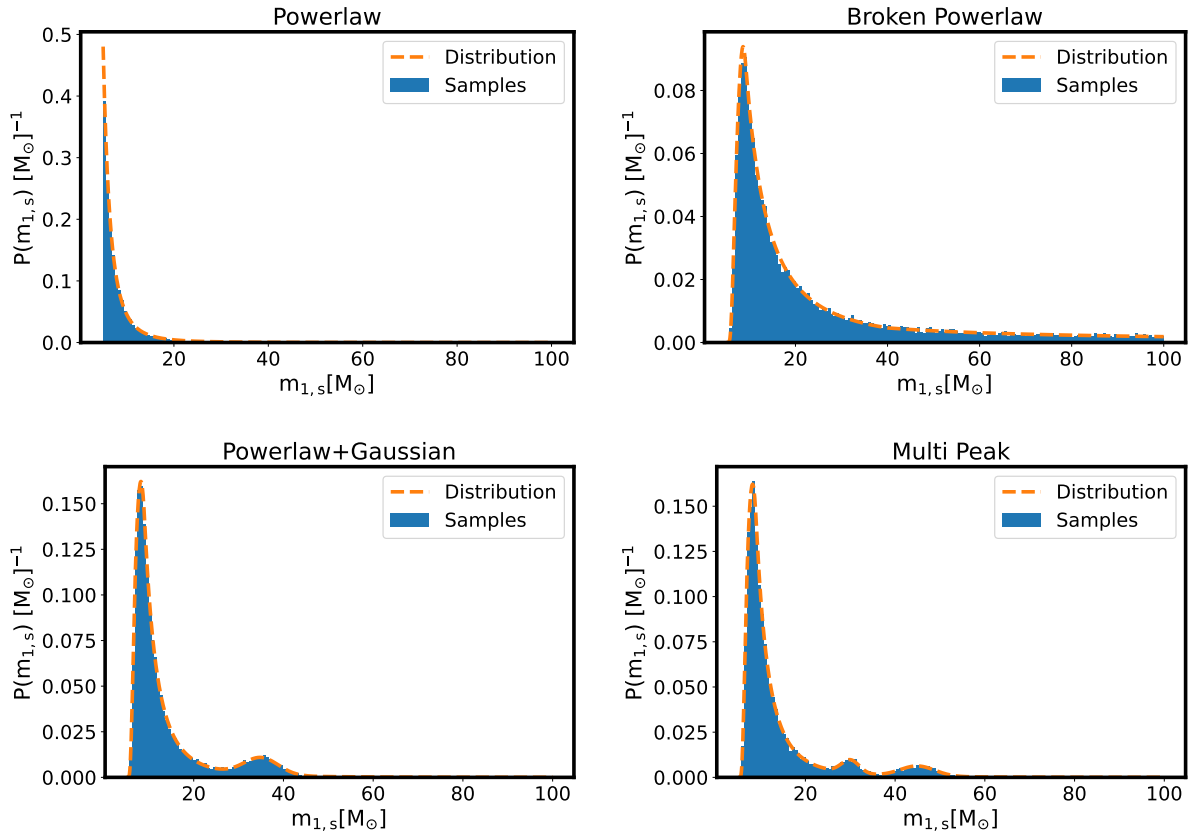 Powerlaw
Distribution
Samples
P(m1,s) [M⊙]−1
0.5
0.4
0.3
0.2
0.1
0.0
20 40 60 80 100
m1,s[M⊙]
Broken Powerlaw
Distribution
Samples
P(m1,s) [M⊙]−1
0.08
0.06
0.04
0.02
0.00
20 40 60 80 100
m1,s[M⊙]
Powerlaw+Gaussian
Distribution
Samples
P(m1,s) [M⊙]−1
0.150
0.125
0.100
0.075
0.050
0.025
0.000
20 40 60 80 100
m1,s[M⊙]
Multi Peak
Distribution
Samples
P(m1,s) [M⊙]−1
0.150
0.125
0.100
0.075
0.050
0.025
0.000
20 40 60 80 100
m1,s[M⊙]